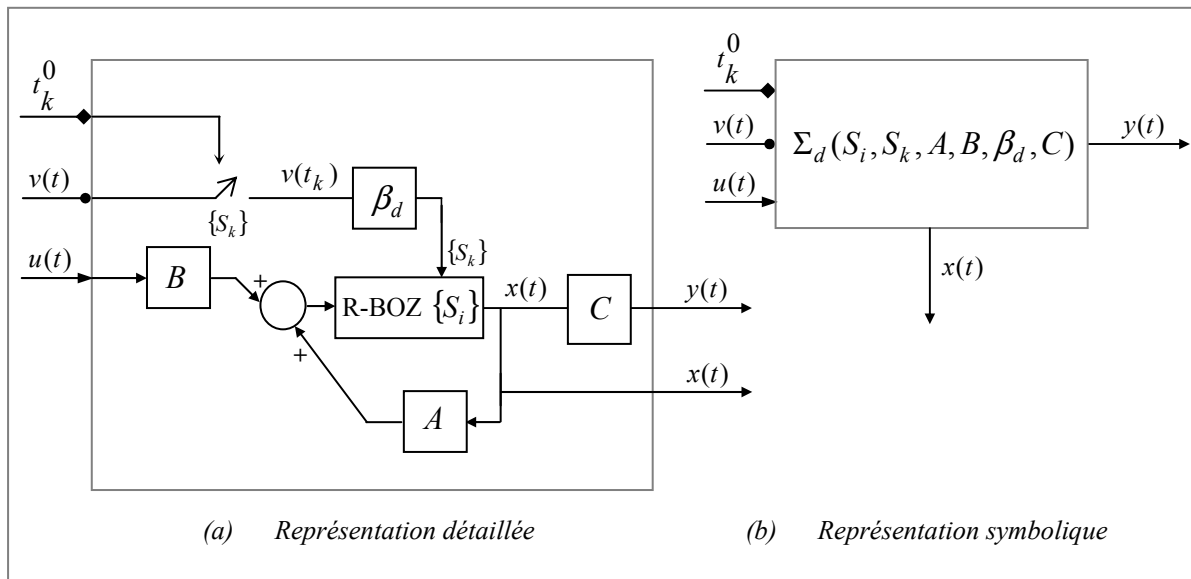 t_k^0
v(t)
{S_k}
v(t_k)
β_d
{S_k}
u(t)
B
+
+
R-BOZ {S_i}
x(t)
C
y(t)
x(t)
A
(a) Représentation détaillée
t_k^0
v(t)
u(t)
Σ_d(S_i, S_k, A, B, β_d, C)
y(t)
x(t)
(b) Représentation symbolique